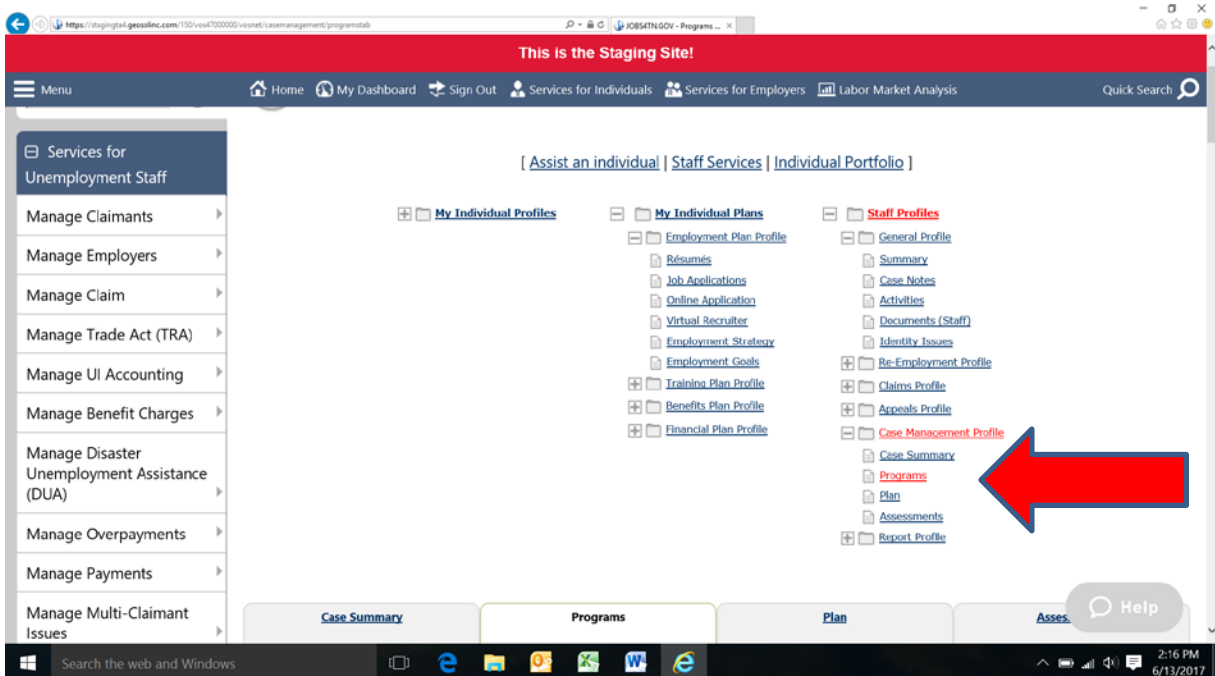 https://stagingta4.geosolinc.com/150/vos47000000/vosnet/casemanagement/programstab
JOBS4TN.GOV - Programs ...
This is the Staging Site!
Menu
Home
My Dashboard
Sign Out
Services for Individuals
Services for Employers
Labor Market Analysis
Quick Search
Services for
Unemployment Staff
Manage Claimants
Manage Employers
Manage Claim
Manage Trade Act (TRA)
Manage UI Accounting
Manage Benefit Charges
Manage Disaster
Unemployment Assistance
(DUA)
Manage Overpayments
Manage Payments
Manage Multi-Claimant
Issues
[ Assist an individual | Staff Services | Individual Portfolio ]
My Individual Profiles
My Individual Plans
Employment Plan Profile
Résumés
Job Applications
Online Application
Virtual Recruiter
Employment Strategy
Employment Goals
Training Plan Profile
Benefits Plan Profile
Financial Plan Profile
Staff Profiles
General Profile
Summary
Case Notes
Activities
Documents (Staff)
Identity Issues
Re-Employment Profile
Claims Profile
Appeals Profile
Case Management Profile
Case Summary
Programs
Plan
Assessments
Report Profile
Case Summary
Programs
Plan
Asses
Help
Search the web and Windows
2:16 PM
6/13/2017